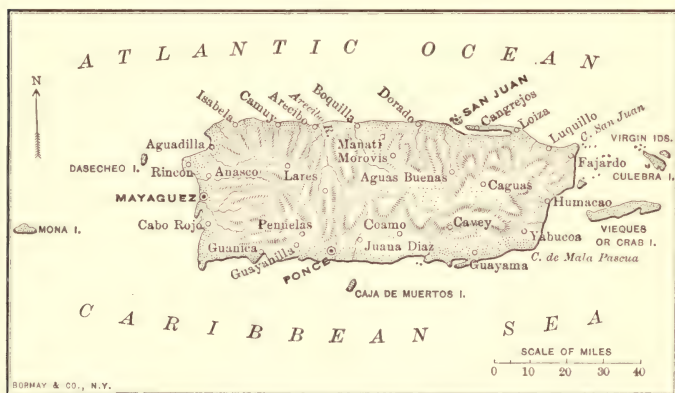 ATLANTIC OCEAN
N
Isabela
Camuy
Arecibo
Arecibo R.
Boquilla
Dorado
SAN JUAN
Cangrejos
Loiza
Luquillo
C. San Juan
VIRGIN IDS.
CULEBRA I.
Aguadilla
Manati
Morovis
Fajardo
DASECHEO I.
Rincon
Anasco
Lares
Aguas Buenas
Caguas
MAYAGUEZ
Humacao
VIEQUES
OR CRAB I.
MONA I.
Cabo Rojo
Penuelas
Coamo
Cayey
Yabucoa
Guanica
Guayanilla
PONCE
Juana Diaz
Guayama
C. de Mala Pascua
CAJA DE MUERTOS I.
CARIBBEAN SEA
SCALE OF MILES
0 10 20 30 40
BORMAY & CO., N.Y.